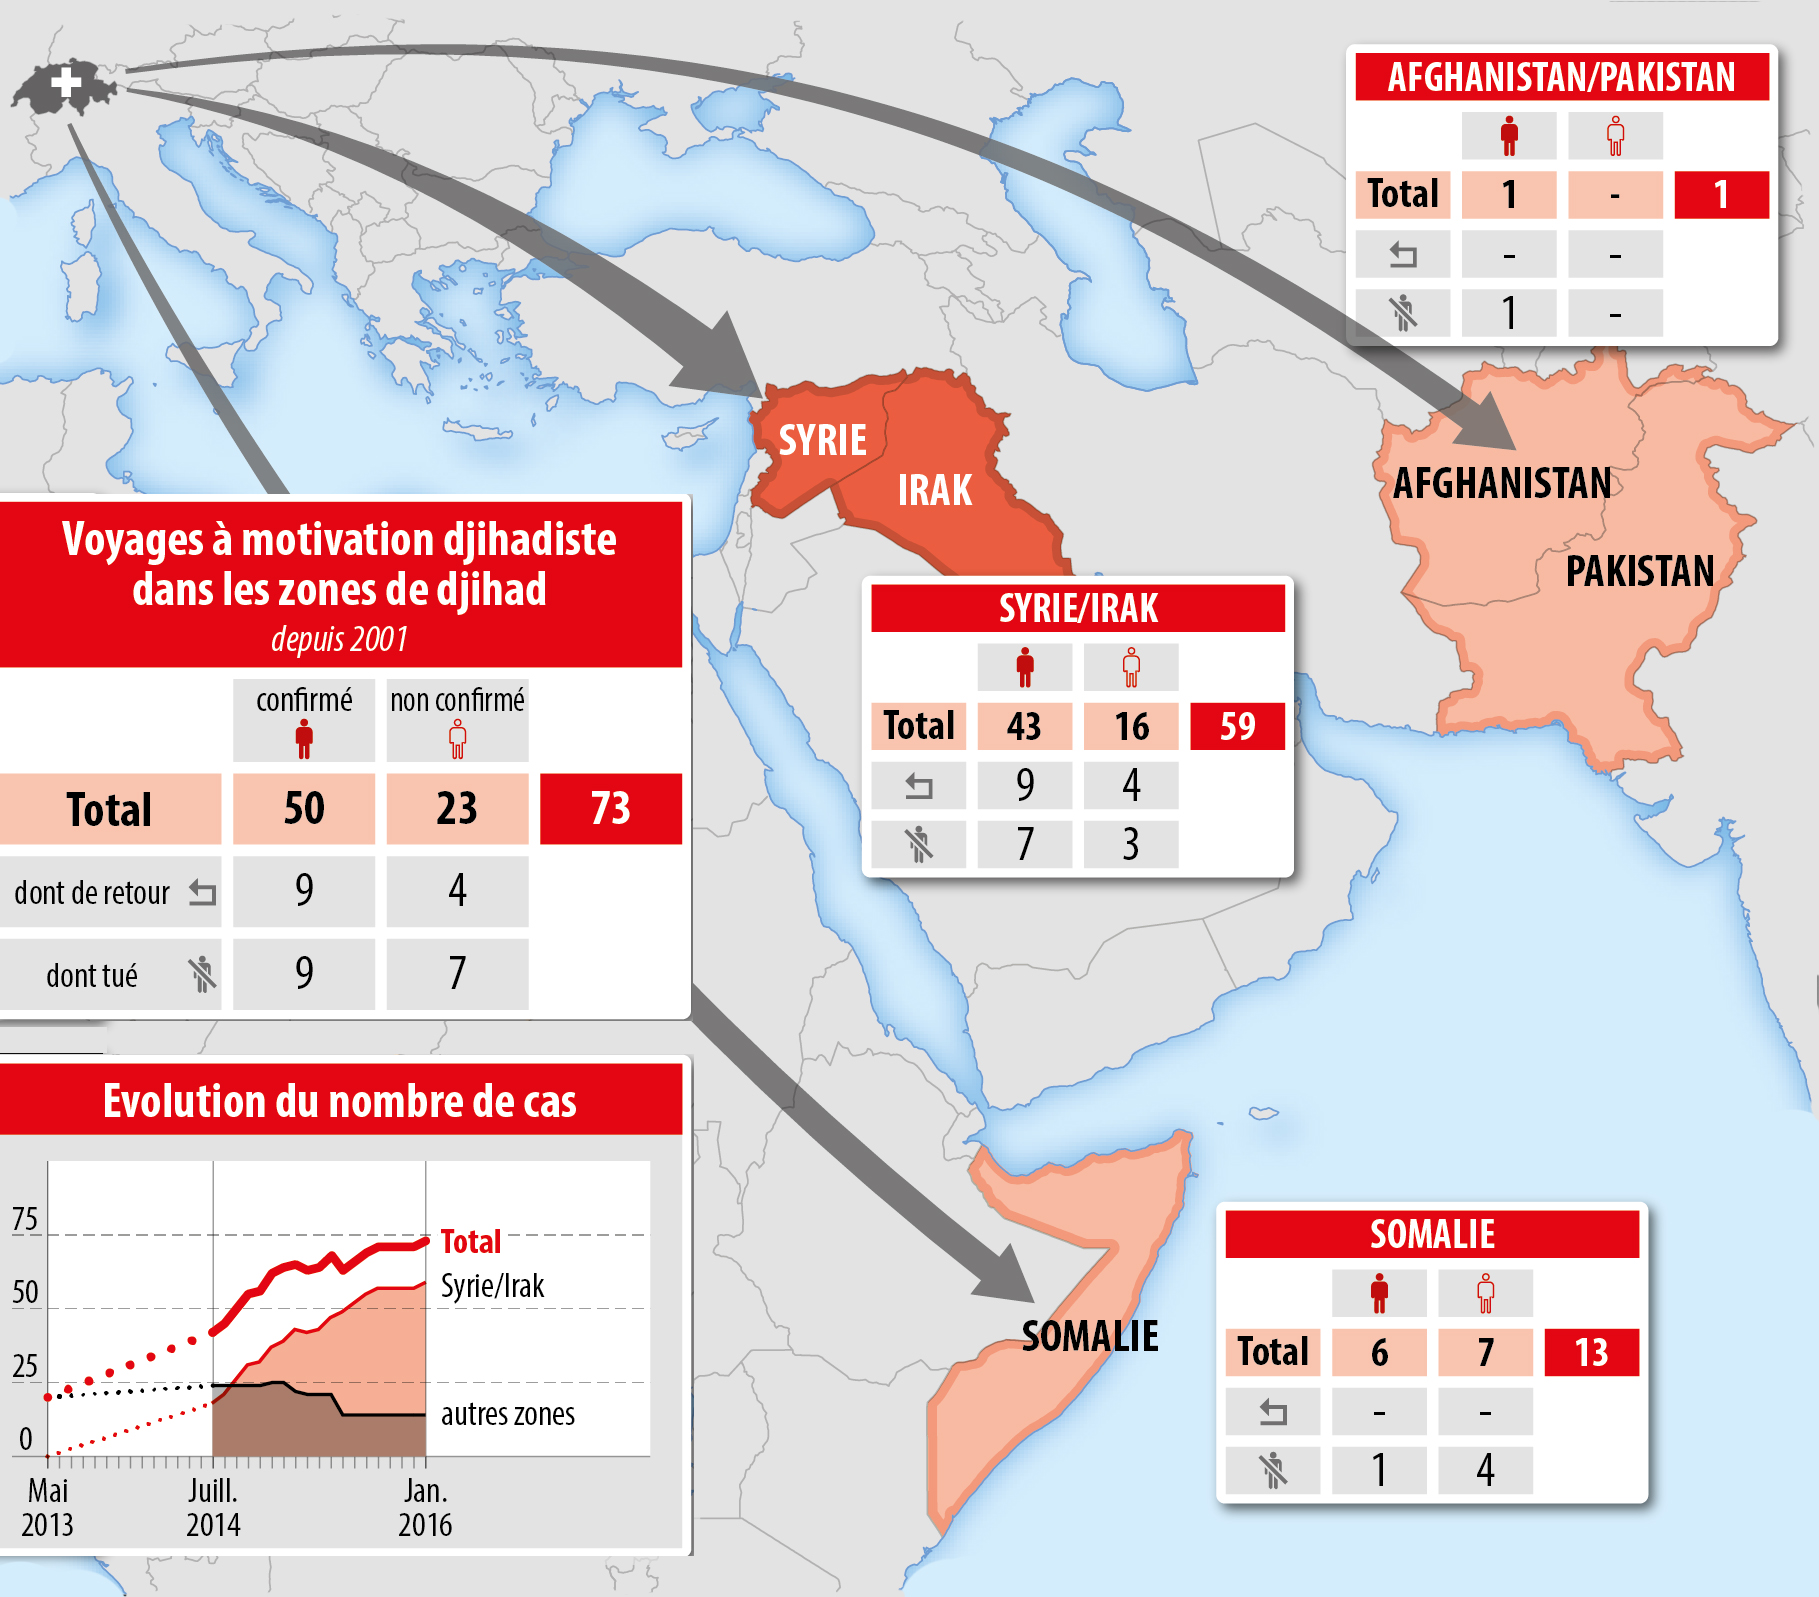 AFGHANISTAN/PAKISTAN
Total 1 - 1
- -
1 -
SYRIE
IRAK
AFGHANISTAN
PAKISTAN
Voyages à motivation djihadiste
dans les zones de djihad
depuis 2001
confirmé non confirmé
Total 50 23 73
dont de retour 9 4
dont tué 9 7
SYRIE/IRAK
Total 43 16 59
9 4
7 3
Evolution du nombre de cas
75
50
25
0
Total
Syrie/Irak
autres zones
Mai Juill. Jan.
2013 2014 2016
SOMALIE
SOMALIE
Total 6 7 13
- -
1 4